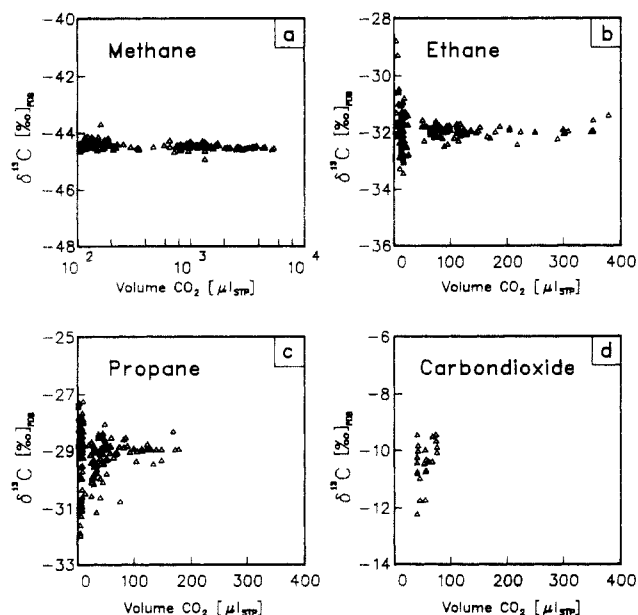 a
Methane
δ¹³C [‰]PDB
−40
−42
−44
−46
−48
10² 10³ 10⁴
Volume CO₂ [μl STP]
b
Ethane
δ¹³C [‰]PDB
−28
−30
−32
−34
−36
0 100 200 300 400
Volume CO₂ [μl STP]
c
Propane
δ¹³C [‰]PDB
−25
−27
−29
−31
−33
0 100 200 300 400
Volume CO₂ [μl STP]
d
Carbondioxide
δ¹³C [‰]PDB
−6
−8
−10
−12
−14
0 100 200 300 400
Volume CO₂ [μl STP]